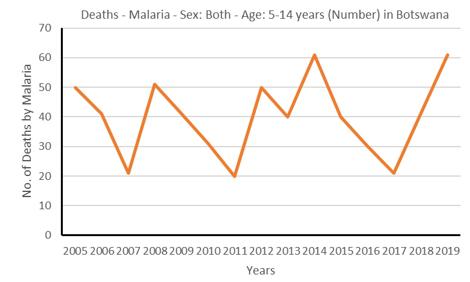 Deaths - Malaria - Sex: Both - Age: 5-14 years (Number) in Botswana
70
60
50
40
30
20
10
0
No. of Deaths by Malaria
2005 2006 2007 2008 2009 2010 2011 2012 2013 2014 2015 2016 2017 2018 2019
Years